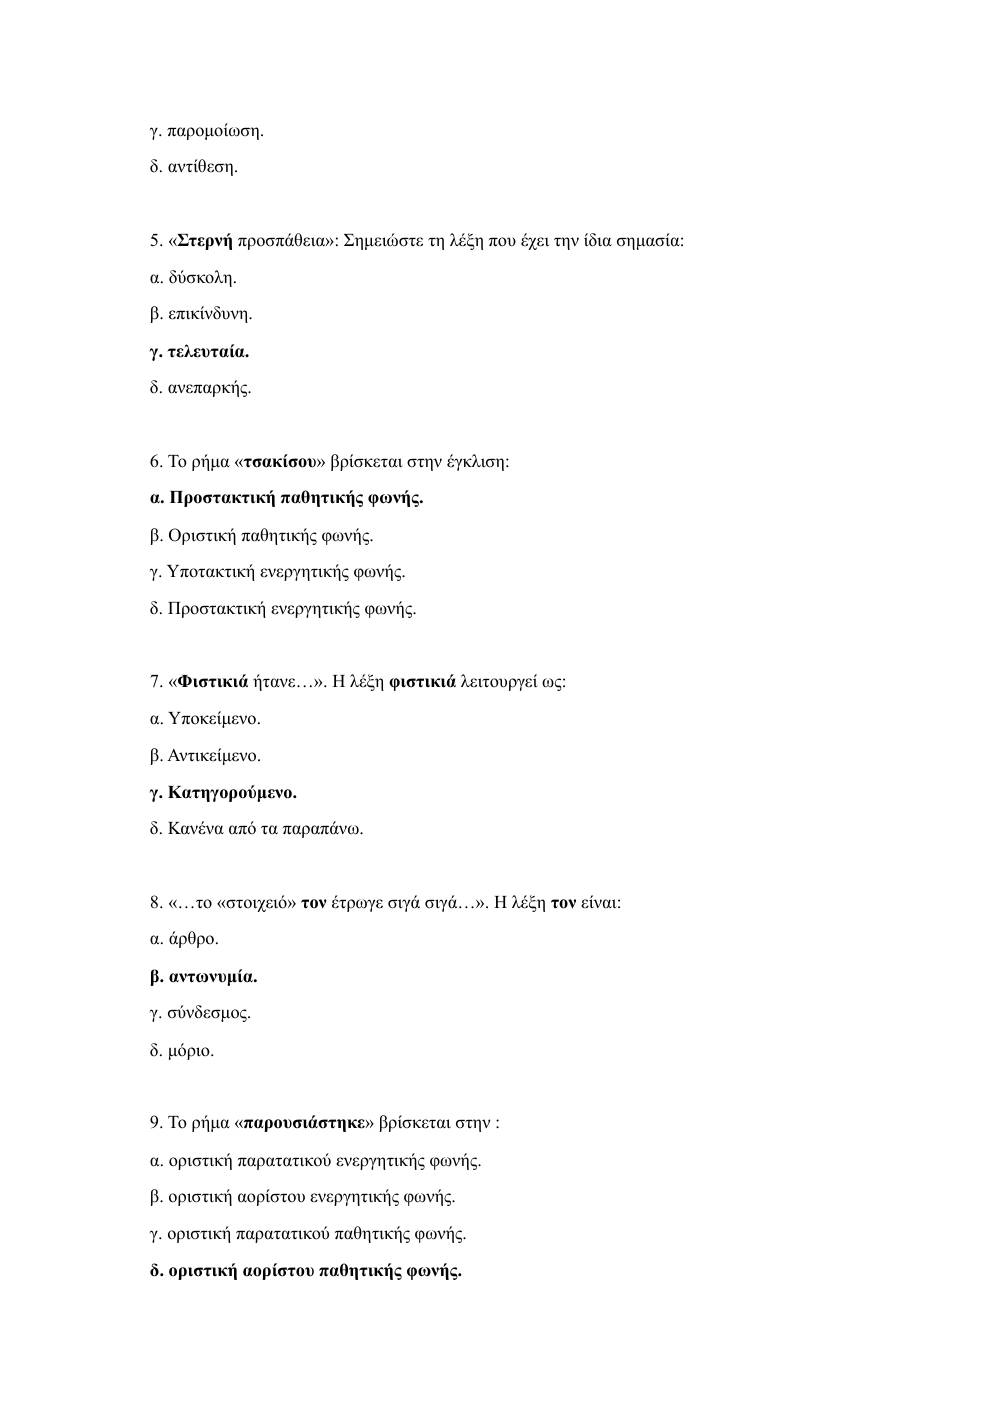 γ. παρομοίωση.
δ. αντίθεση.
5. «Στερνή προσπάθεια»: Σημειώστε τη λέξη που έχει την ίδια σημασία:
α. δύσκολη.
β. επικίνδυνη.
γ. τελευταία.
δ. ανεπαρκής.
6. Το ρήμα «τσακίσου» βρίσκεται στην έγκλιση:
α. Προστακτική παθητικής φωνής.
β. Οριστική παθητικής φωνής.
γ. Υποτακτική ενεργητικής φωνής.
δ. Προστακτική ενεργητικής φωνής.
7. «Φιστικιά ήτανε…». Η λέξη φιστικιά λειτουργεί ως:
α. Υποκείμενο.
β. Αντικείμενο.
γ. Κατηγορούμενο.
δ. Κανένα από τα παραπάνω.
8. «…το «στοιχειό» τον έτρωγε σιγά σιγά…». Η λέξη τον είναι:
α. άρθρο.
β. αντωνυμία.
γ. σύνδεσμος.
δ. μόριο.
9. Το ρήμα «παρουσιάστηκε» βρίσκεται στην :
α. οριστική παρατατικού ενεργητικής φωνής.
β. οριστική αορίστου ενεργητικής φωνής.
γ. οριστική παρατατικού παθητικής φωνής.
δ. οριστική αορίστου παθητικής φωνής.